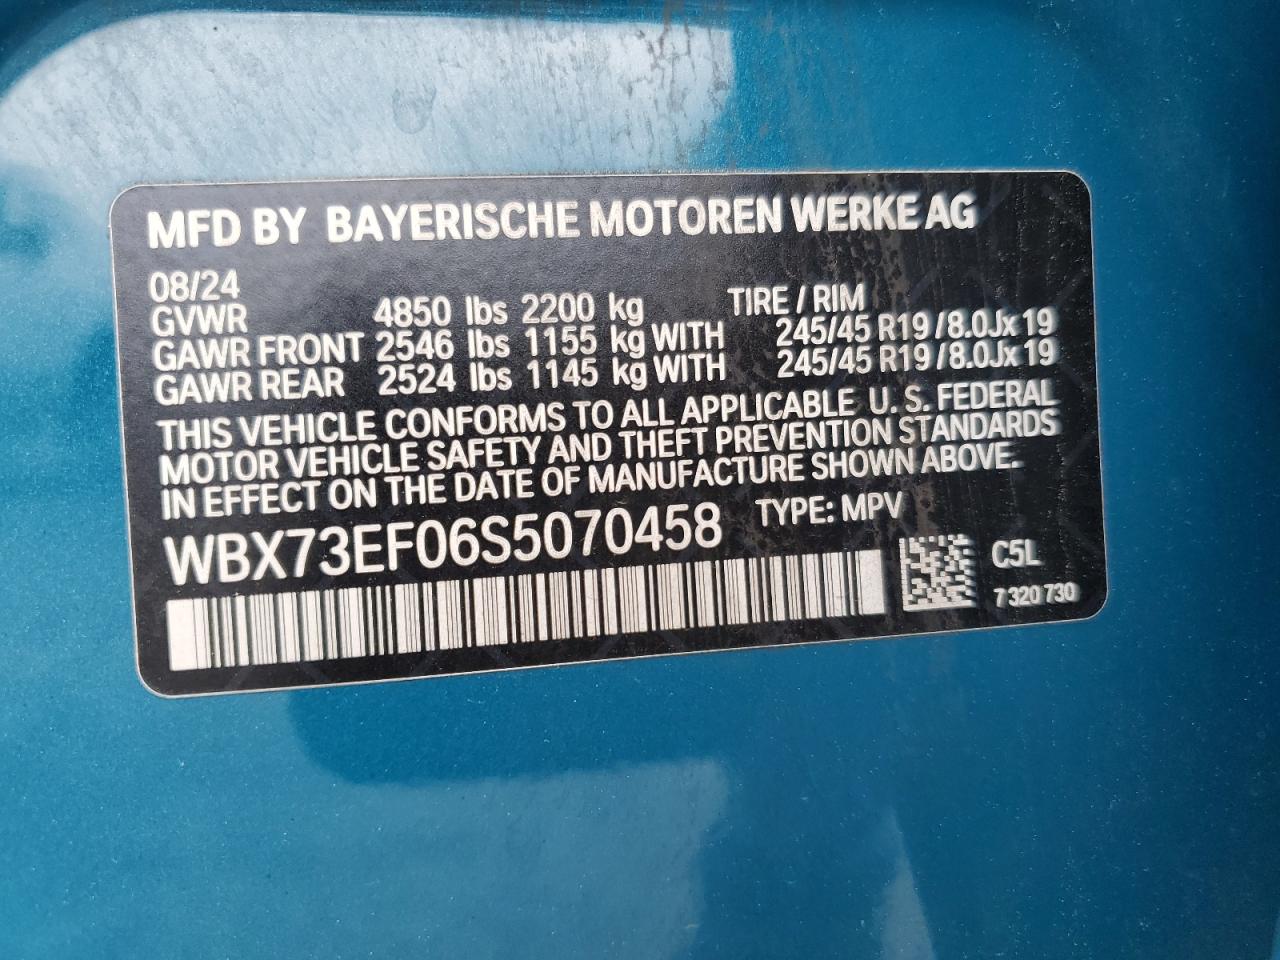 MFD BY BAYERISCHE MOTOREN WERKE AG
08/24
GVWR 4850 lbs 2200 kg TIRE / RIM
GAWR FRONT 2546 lbs 1155 kg WITH 245/45 R19 /8.0Jx19
GAWR REAR 2524 lbs 1145 kg WITH 245/45 R19 /8.0Jx19
THIS VEHICLE CONFORMS TO ALL APPLICABLE U. S. FEDERAL
MOTOR VEHICLE SAFETY AND THEFT PREVENTION STANDARDS
IN EFFECT ON THE DATE OF MANUFACTURE SHOWN ABOVE.
WBX73EF06S5070458 TYPE: MPV
C5L
7 320 730